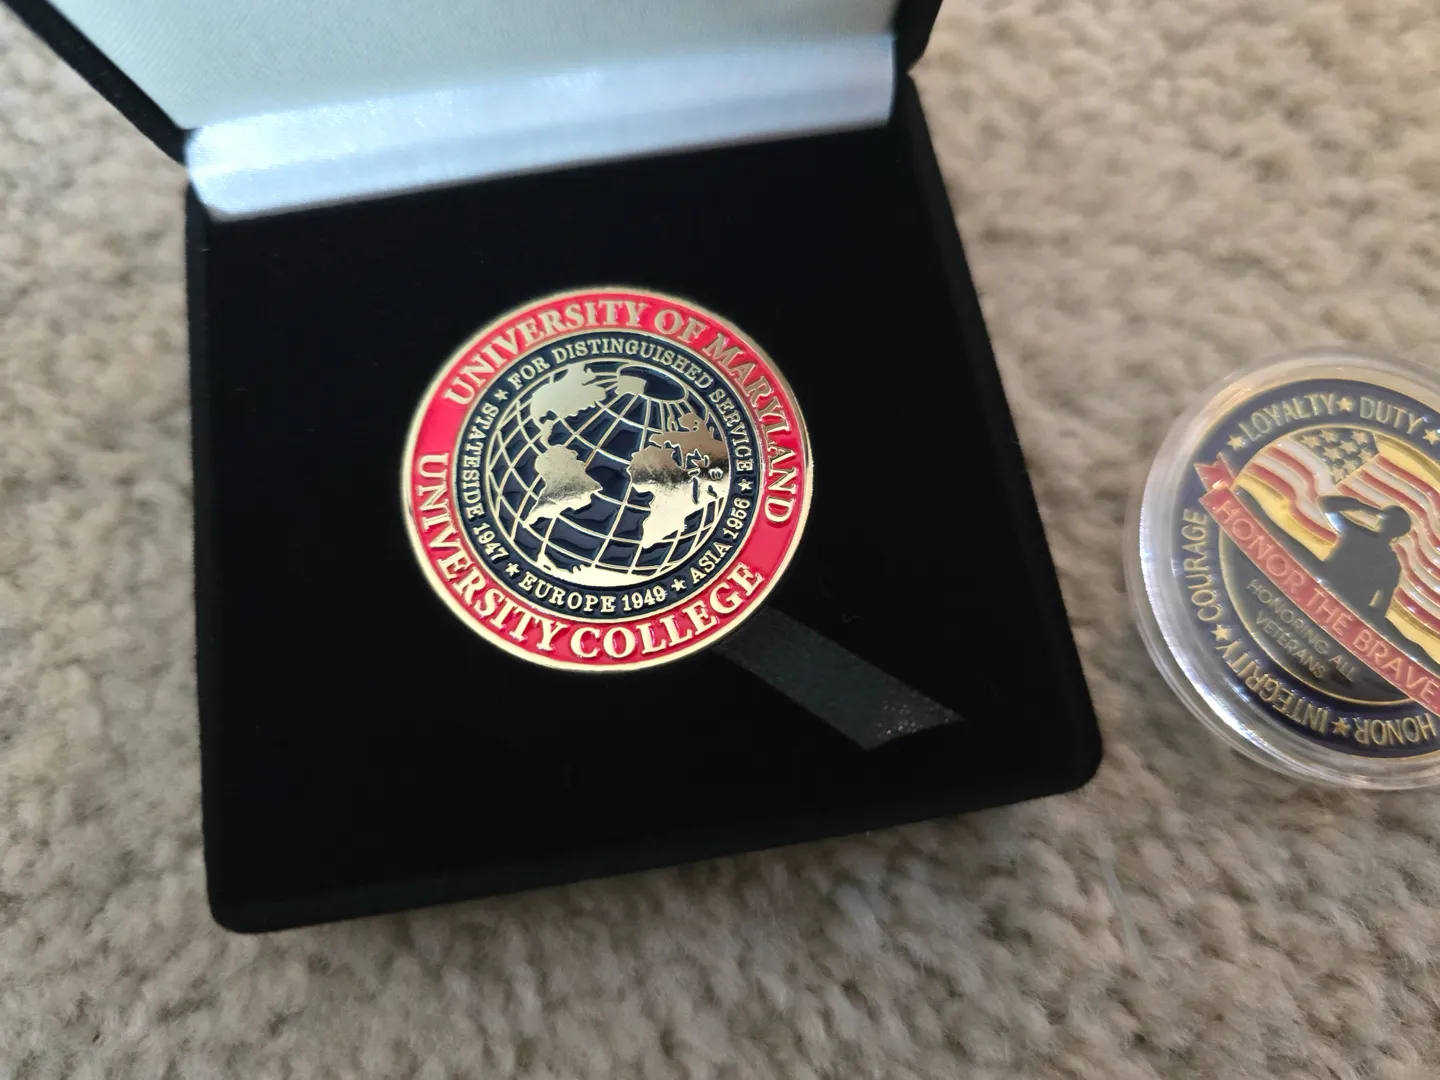 UNIVERSITY OF MARYLAND
UNIVERSITY COLLEGE
★ FOR DISTINGUISHED SERVICE ★
STATESIDE 1947 ★ EUROPE 1949 ★ ASIA 1956
★ LOYALTY ★ DUTY ★
COURAGE ★ INTEGRITY ★ HONOR
HONOR THE BRAVE
HONORING ALL
VETERANS